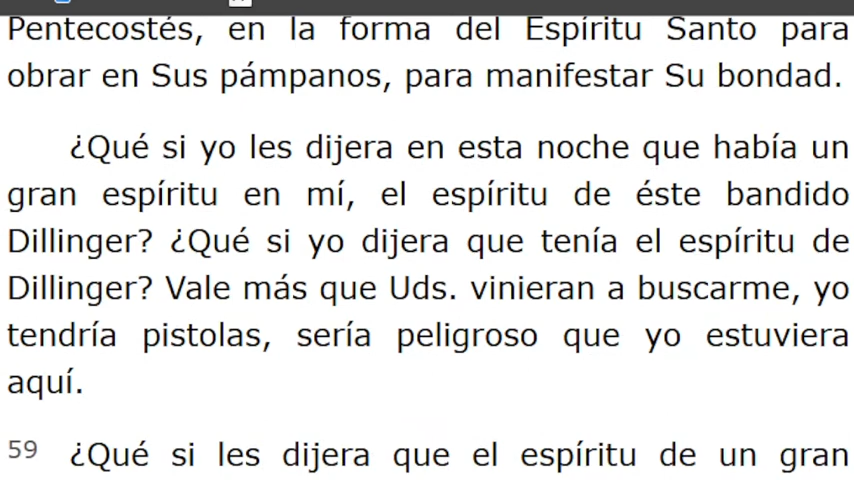 Pentecostés, en la forma del Espíritu Santo para
obrar en Sus pámpanos, para manifestar Su bondad.
¿Qué si yo les dijera en esta noche que había un
gran espíritu en mí, el espíritu de éste bandido
Dillinger? ¿Qué si yo dijera que tenía el espíritu de
Dillinger? Vale más que Uds. vinieran a buscarme, yo
tendría pistolas, sería peligroso que yo estuviera
aquí.
59 ¿Qué si les dijera que el espíritu de un gran